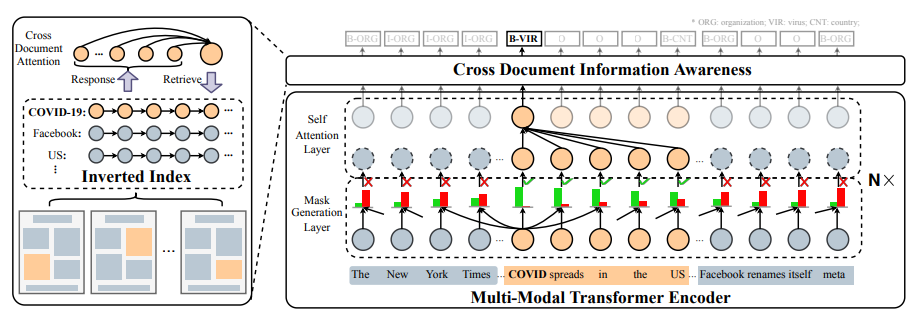 * ORG: organization; VIR: virus; CNT: country;
Cross
Document
Attention
Response
Retrieve
COVID-19:
Facebook:
US:
Inverted Index
B-ORG I-ORG I-ORG I-ORG B-VIR O O O B-CNT B-ORG O O B-ORG
Cross Document Information Awareness
Self
Attention
Layer
Mask
Generation
Layer
N×
The New York Times ... COVID spreads in the US ... Facebook renames itself meta
Multi-Modal Transformer Encoder